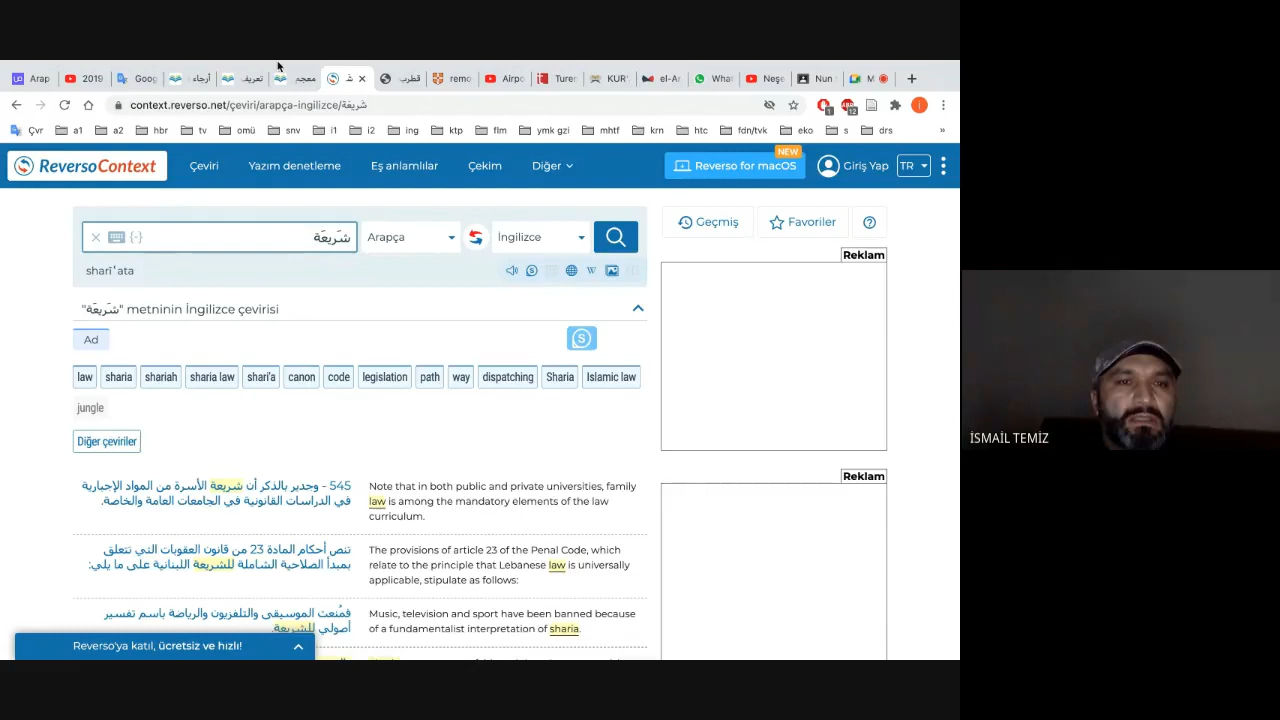 Arap 2019 Goog أرجاء تعريف معجم شـ قطرب remo Airpo Turen KUR' el-Ar What Neşe Nun M
context.reverso.net/çeviri/arapça-ingilizce/شريعة 1 12 i
Çvr a1 a2 hbr tv omü snv i1 i2 ing ktp flm ymk gzi mhtf krn htc fdn/tvk eko s drs »
ReversoContext Çeviri Yazım denetleme Eş anlamlılar Çekim Diğer NEW Reverso for macOS Giriş Yap TR
شَريعَة Arapça İngilizce
Geçmiş Favoriler
sharīʿata
Reklam
"شَريعَة" metninin İngilizce çevirisi
Ad
law sharia shariah sharia law shari'a canon code legislation path way dispatching Sharia Islamic law
jungle
Diğer çeviriler
Reklam
545 - وجدير بالذكر أن شريعة الأسرة من المواد الإجبارية
في الدراسات القانونية في الجامعات العامة والخاصة.
Note that in both public and private universities, family
law is among the mandatory elements of the law
curriculum.
تنص أحكام المادة 23 من قانون العقوبات التي تتعلق
بمبدأ الصلاحية الشاملة للشريعة اللبنانية على ما يلي:
The provisions of article 23 of the Penal Code, which
relate to the principle that Lebanese law is universally
applicable, stipulate as follows:
فمُنعت الموسيقى والتلفزيون والرياضة باسم تفسير
أصولي للشريعة.
Music, television and sport have been banned because
of a fundamentalist interpretation of sharia.
Reverso'ya katıl, ücretsiz ve hızlı!
İSMAİL TEMİZ